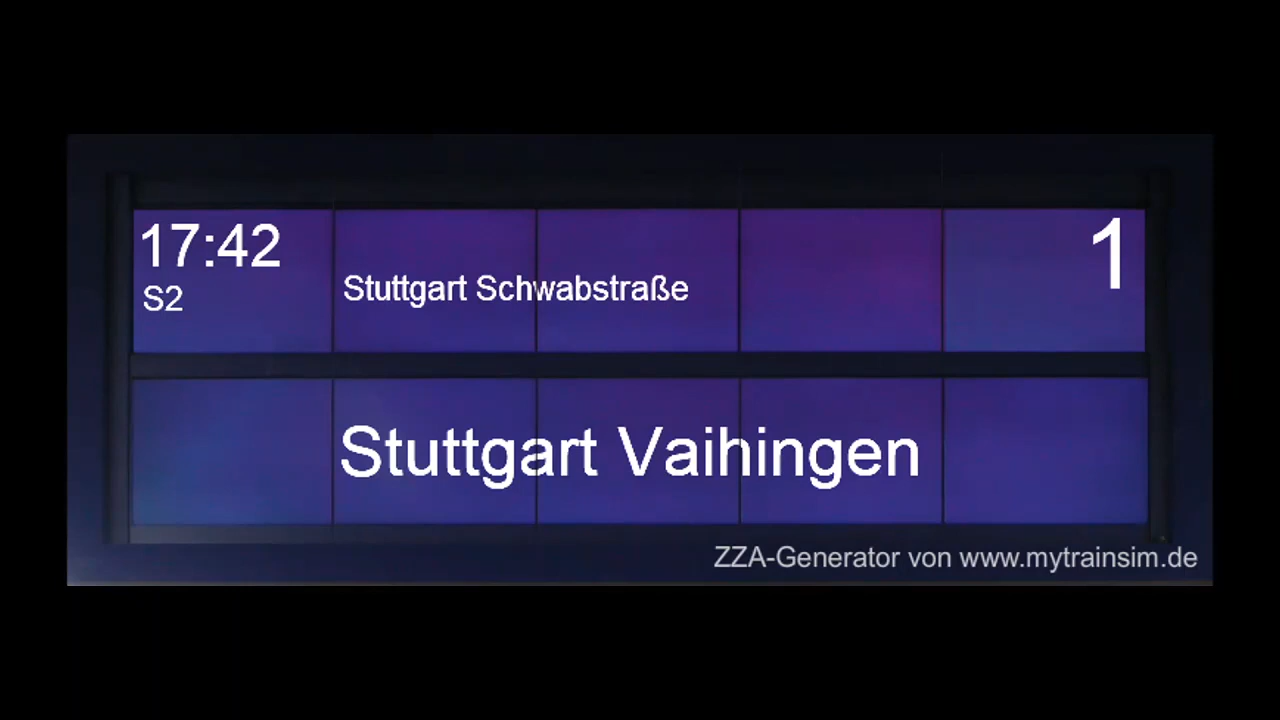 17:42
S2
Stuttgart Schwabstraße
1
Stuttgart Vaihingen
ZZA-Generator von www.mytrainsim.de